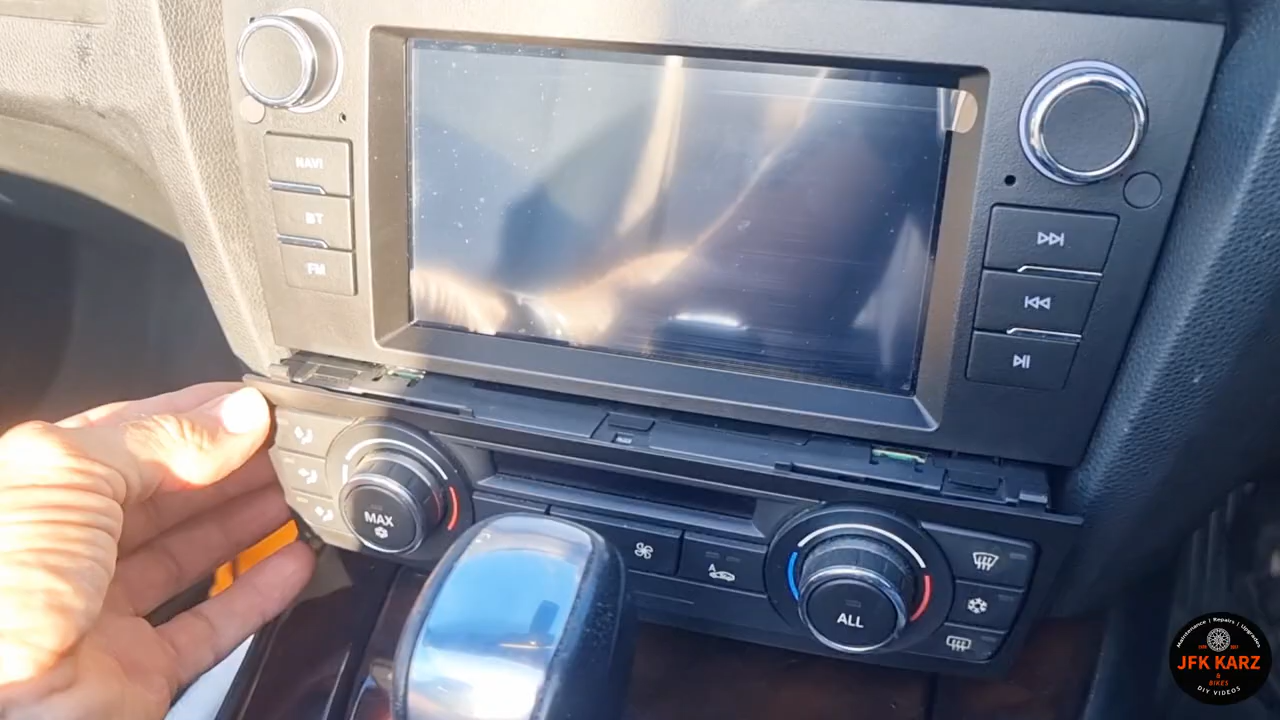 NAVI
BT
FM
MAX
A
ALL
Maintenance | Repairs | Upgrades
JFK KARZ
&
BIKES
DIY VIDEOS